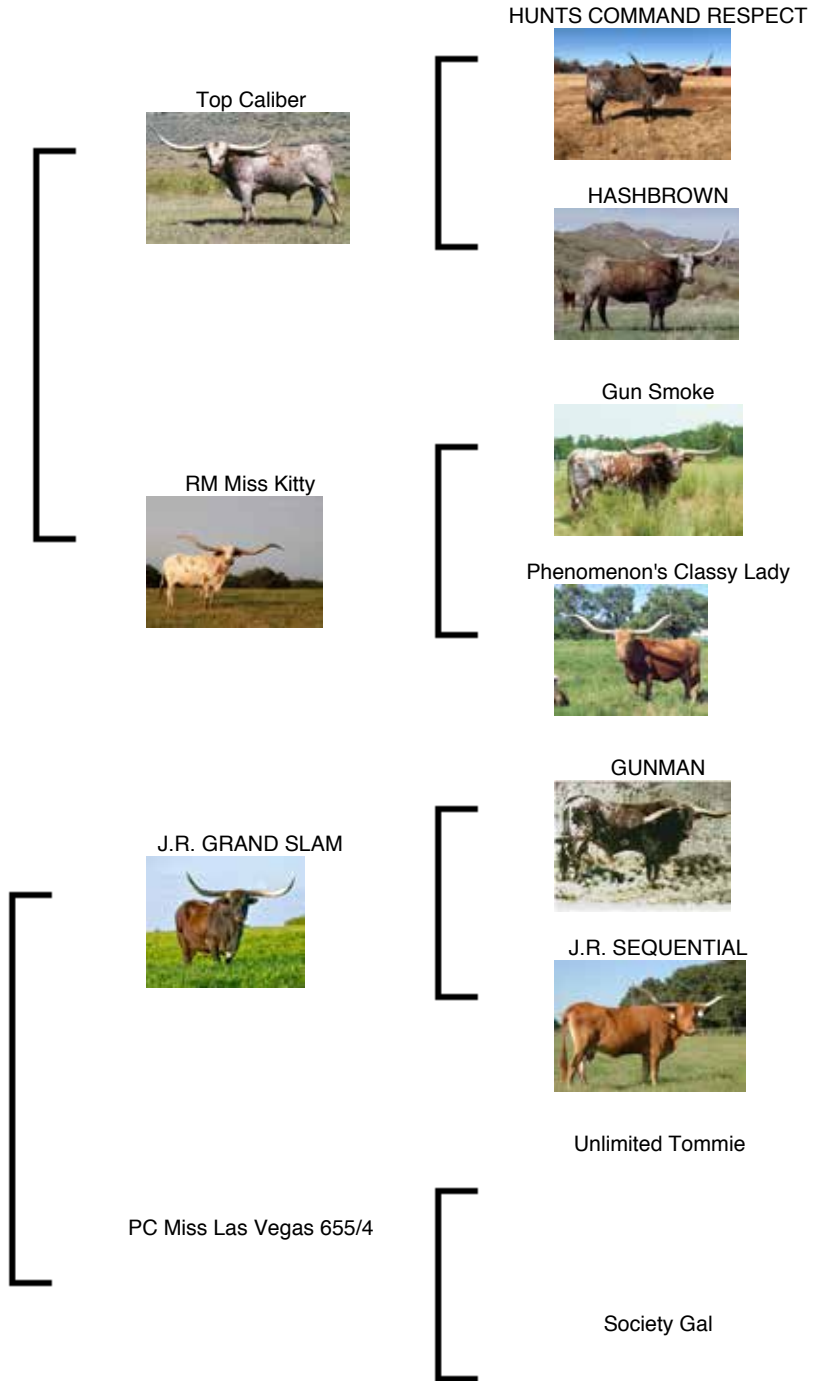 HUNTS COMMAND RESPECT
Top Caliber
HASHBROWN
Gun Smoke
RM Miss Kitty
Phenomenon's Classy Lady
GUNMAN
J.R. GRAND SLAM
J.R. SEQUENTIAL
Unlimited Tommie
PC Miss Las Vegas 655/4
Society Gal